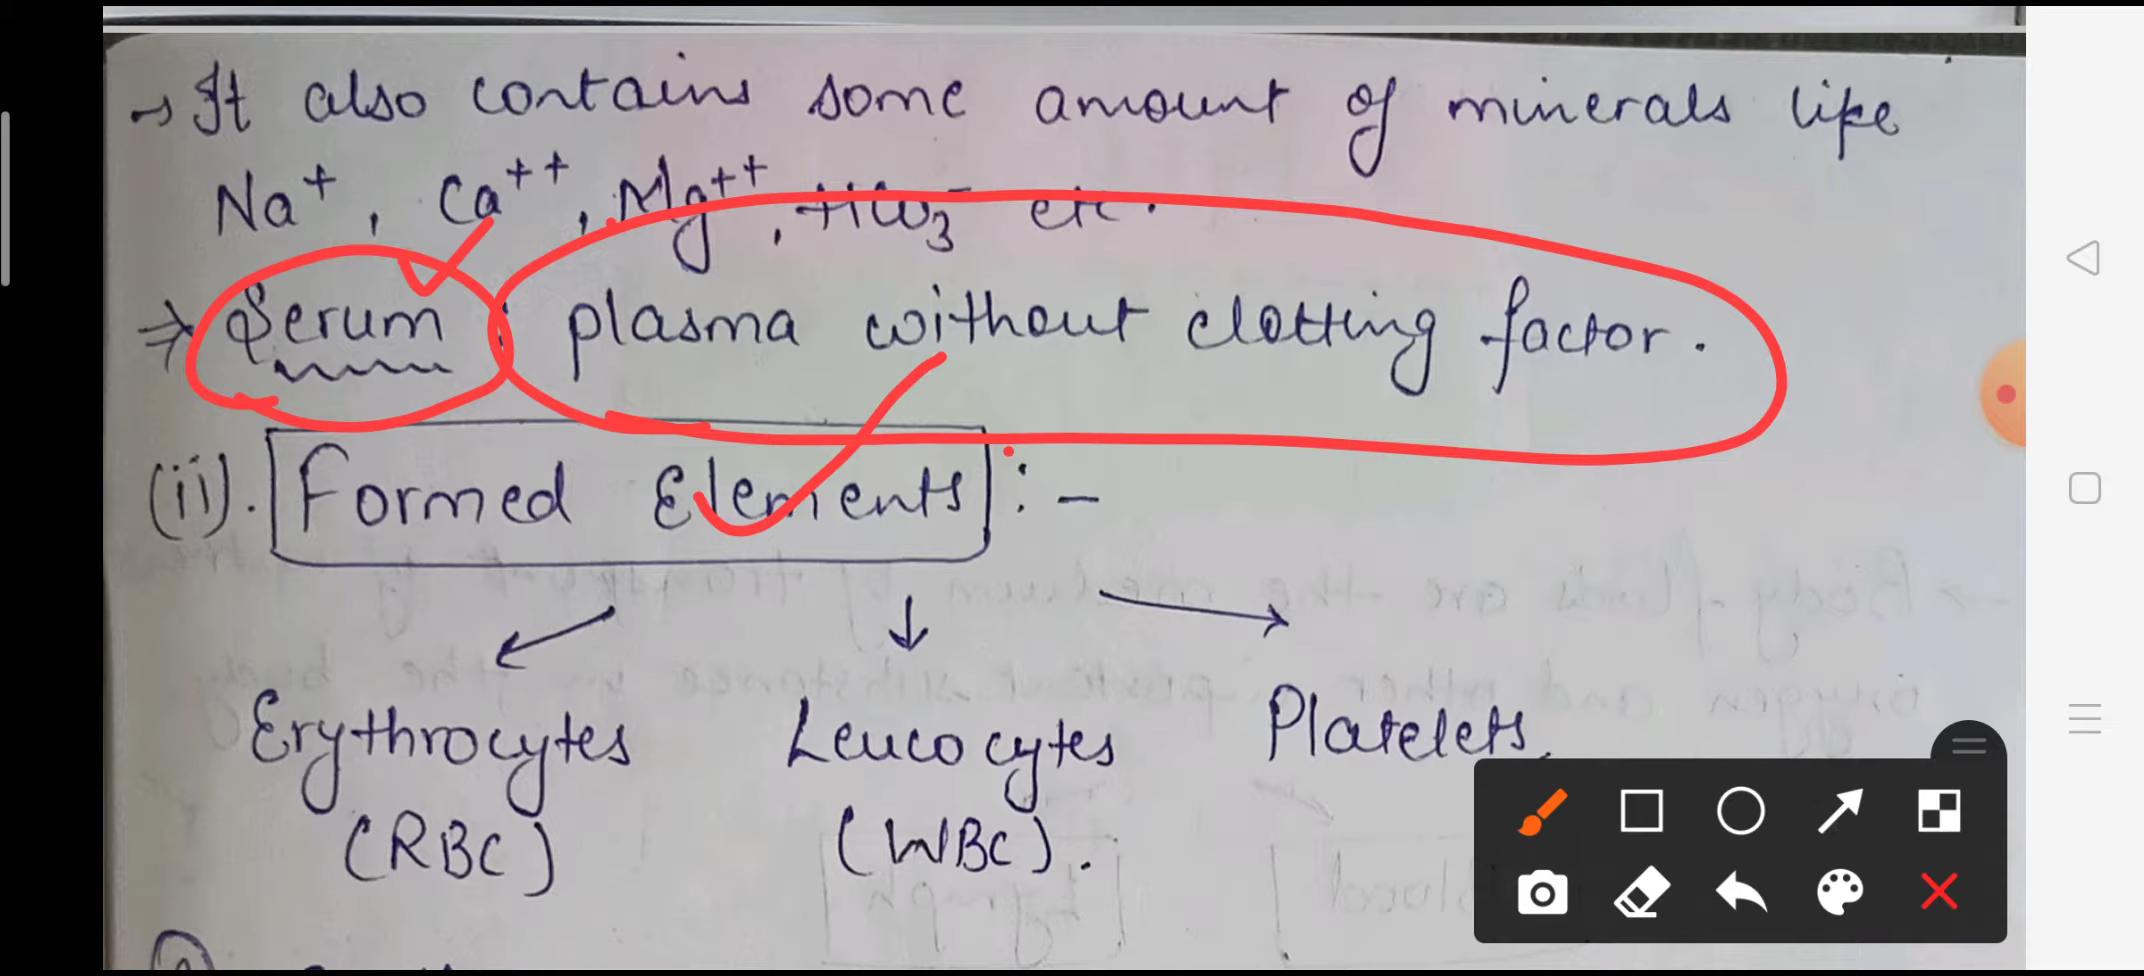 → It also contains some amount of minerals like
Na⁺, Ca⁺⁺, Mg⁺⁺, HCO₃⁻ etc.
⇒ Serum : plasma without clotting factor.
(ii). Formed Elements :-
Erythrocytes Leucocytes Platelets.
(RBC) (WBC).